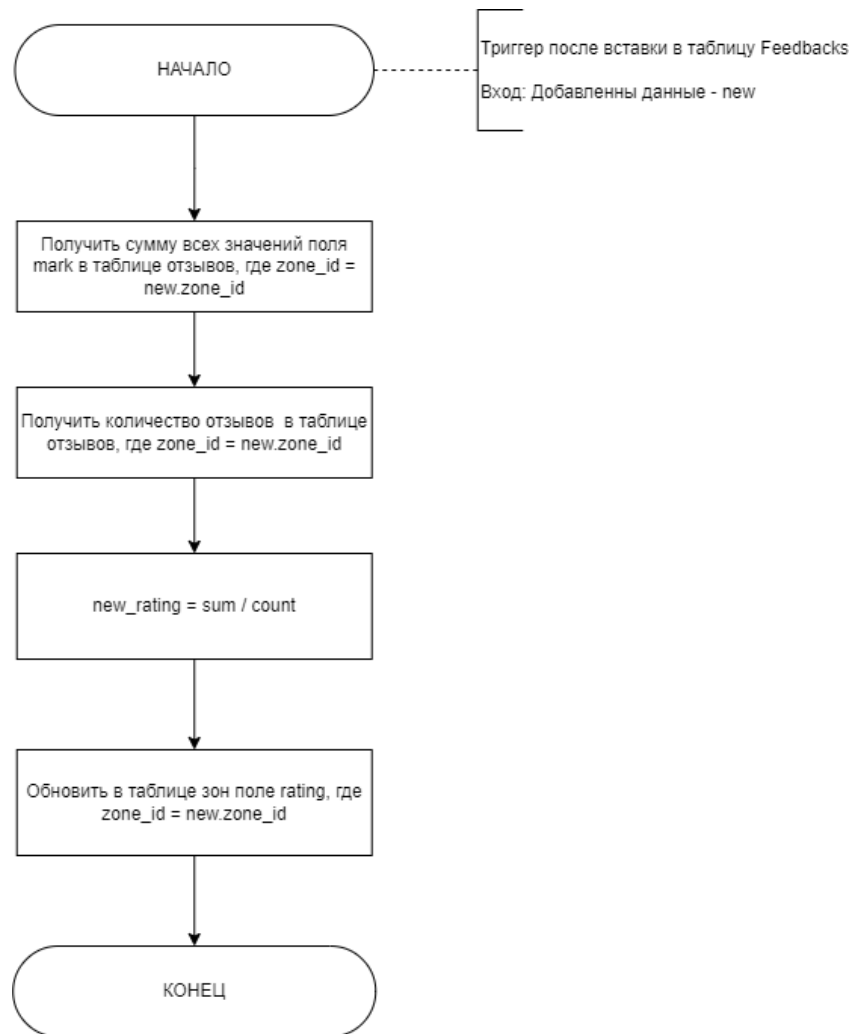 НАЧАЛО
Триггер после вставки в таблицу Feedbacks
Вход: Добавленны данные - new
Получить сумму всех значений поля
mark в таблице отзывов, где zone_id =
new.zone_id
Получить количество отзывов в таблице
отзывов, где zone_id = new.zone_id
new_rating = sum / count
Обновить в таблице зон поле rating, где
zone_id = new.zone_id
КОНЕЦ